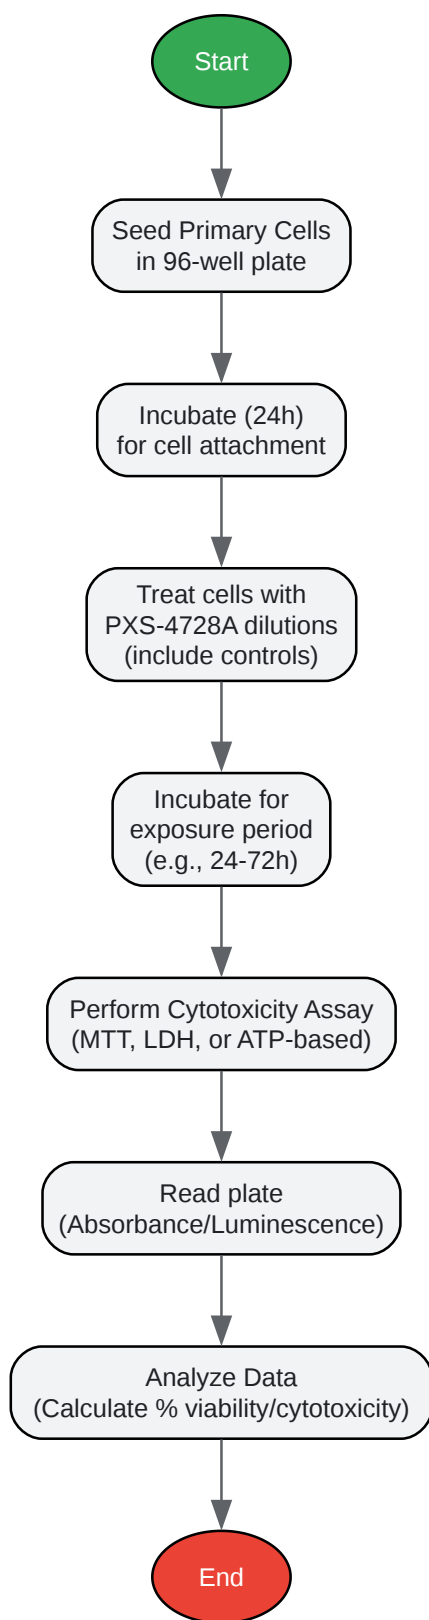 Start
Seed Primary Cells
in 96-well plate
Incubate (24h)
for cell attachment
Treat cells with
PXS-4728A dilutions
(include controls)
Incubate for
exposure period
(e.g., 24-72h)
Perform Cytotoxicity Assay
(MTT, LDH, or ATP-based)
Read plate
(Absorbance/Luminescence)
Analyze Data
(Calculate % viability/cytotoxicity)
End